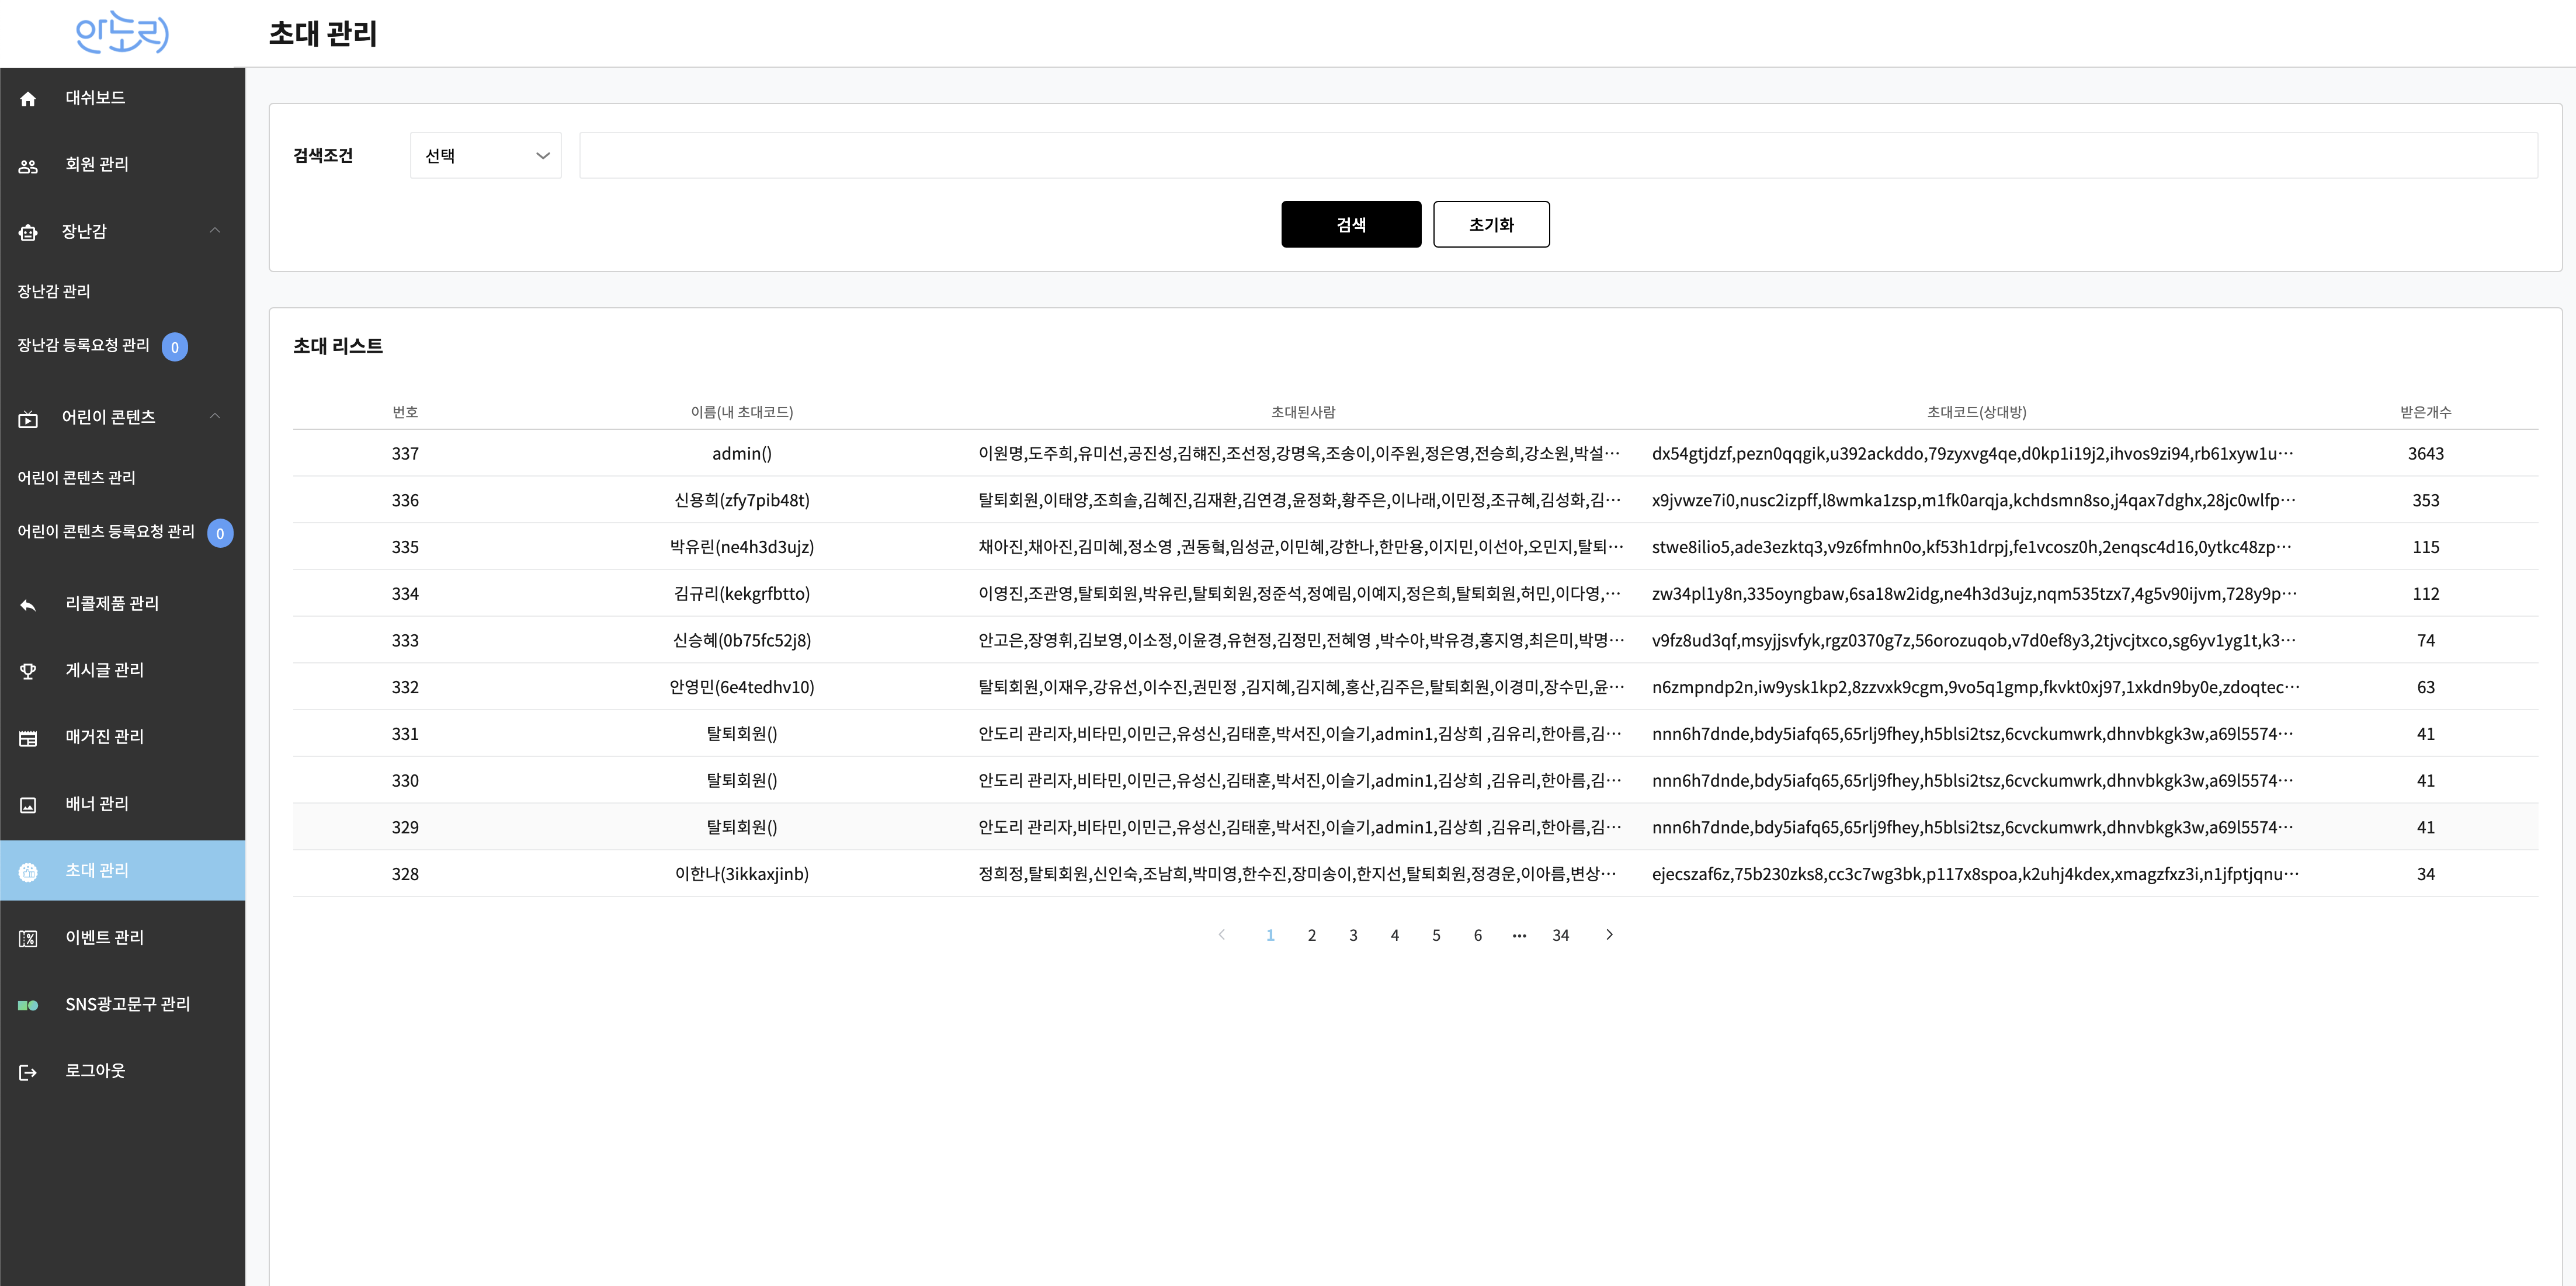 안도리
초대 관리
대쉬보드
회원 관리
장난감
장난감 관리
장난감 등록요청 관리 0
어린이 콘텐츠
어린이 콘텐츠 관리
어린이 콘텐츠 등록요청 관리 0
리콜제품 관리
게시글 관리
매거진 관리
배너 관리
초대 관리
이벤트 관리
SNS광고문구 관리
로그아웃
검색조건 선택
검색 초기화
초대 리스트
번호 이름(내 초대코드) 초대된사람 초대코드(상대방) 받은개수
337 admin() 이원명,도주희,유미선,공진성,김해진,조선정,강명옥,조송이,이주원,정은영,전승희,강소원,박설… dx54gtjdzf,pezn0qqgik,u392ackddo,79zyxvg4qe,d0kp1i19j2,ihvos9zi94,rb61xyw1u… 3643
336 신용희(zfy7pib48t) 탈퇴회원,이태양,조희솔,김혜진,김재환,김연경,윤정화,황주은,이나래,이민정,조규혜,김성화,김… x9jvwze7i0,nusc2izpff,l8wmka1zsp,m1fk0arqja,kchdsmn8so,j4qax7dghx,28jc0wlfp… 353
335 박유린(ne4h3d3ujz) 채아진,채아진,김미혜,정소영 ,권동혁,임성균,이민혜,강한나,한만용,이지민,이선아,오민지,탈퇴… stwe8ilio5,ade3ezktq3,v9z6fmhn0o,kf53h1drpj,fe1vcosz0h,2enqsc4d16,0ytkc48zp… 115
334 김규리(kekgrfbtto) 이영진,조관영,탈퇴회원,박유린,탈퇴회원,정준석,정예림,이예지,정은희,탈퇴회원,허민,이다영,… zw34pl1y8n,335oyngbaw,6sa18w2idg,ne4h3d3ujz,nqm535tzx7,4g5v90ijvm,728y9p… 112
333 신승혜(0b75fc52j8) 안고은,장영휘,김보영,이소정,이윤경,유현정,김정민,전혜영 ,박수아,박유경,홍지영,최은미,박명… v9fz8ud3qf,msyjjsvfyk,rgz0370g7z,56orozuqob,v7d0ef8y3,2tjvcjtxco,sg6yv1yg1t,k3… 74
332 안영민(6e4tedhv10) 탈퇴회원,이재우,강유선,이수진,권민정 ,김지혜,김지혜,홍산,김주은,탈퇴회원,이경미,장수민,윤… n6zmpndp2n,iw9ysk1kp2,8zzvxk9cgm,9vo5q1gmp,fkvkt0xj97,1xkdn9by0e,zdoqtec… 63
331 탈퇴회원() 안도리 관리자,비타민,이민근,유성신,김태훈,박서진,이슬기,admin1,김상희 ,김유리,한아름,김… nnn6h7dnde,bdy5iafq65,65rlj9fhey,h5blsi2tsz,6cvckumwrk,dhnvbkgk3w,a69l5574… 41
330 탈퇴회원() 안도리 관리자,비타민,이민근,유성신,김태훈,박서진,이슬기,admin1,김상희 ,김유리,한아름,김… nnn6h7dnde,bdy5iafq65,65rlj9fhey,h5blsi2tsz,6cvckumwrk,dhnvbkgk3w,a69l5574… 41
329 탈퇴회원() 안도리 관리자,비타민,이민근,유성신,김태훈,박서진,이슬기,admin1,김상희 ,김유리,한아름,김… nnn6h7dnde,bdy5iafq65,65rlj9fhey,h5blsi2tsz,6cvckumwrk,dhnvbkgk3w,a69l5574… 41
328 이한나(3ikkaxjinb) 정희정,탈퇴회원,신인숙,조남희,박미영,한수진,장미송이,한지선,탈퇴회원,정경운,이아름,변상… ejecszaf6z,75b230zks8,cc3c7wg3bk,p117x8spoa,k2uhj4kdex,xmagzfxz3i,n1jfptjqnu… 34
1 2 3 4 5 6 ••• 34